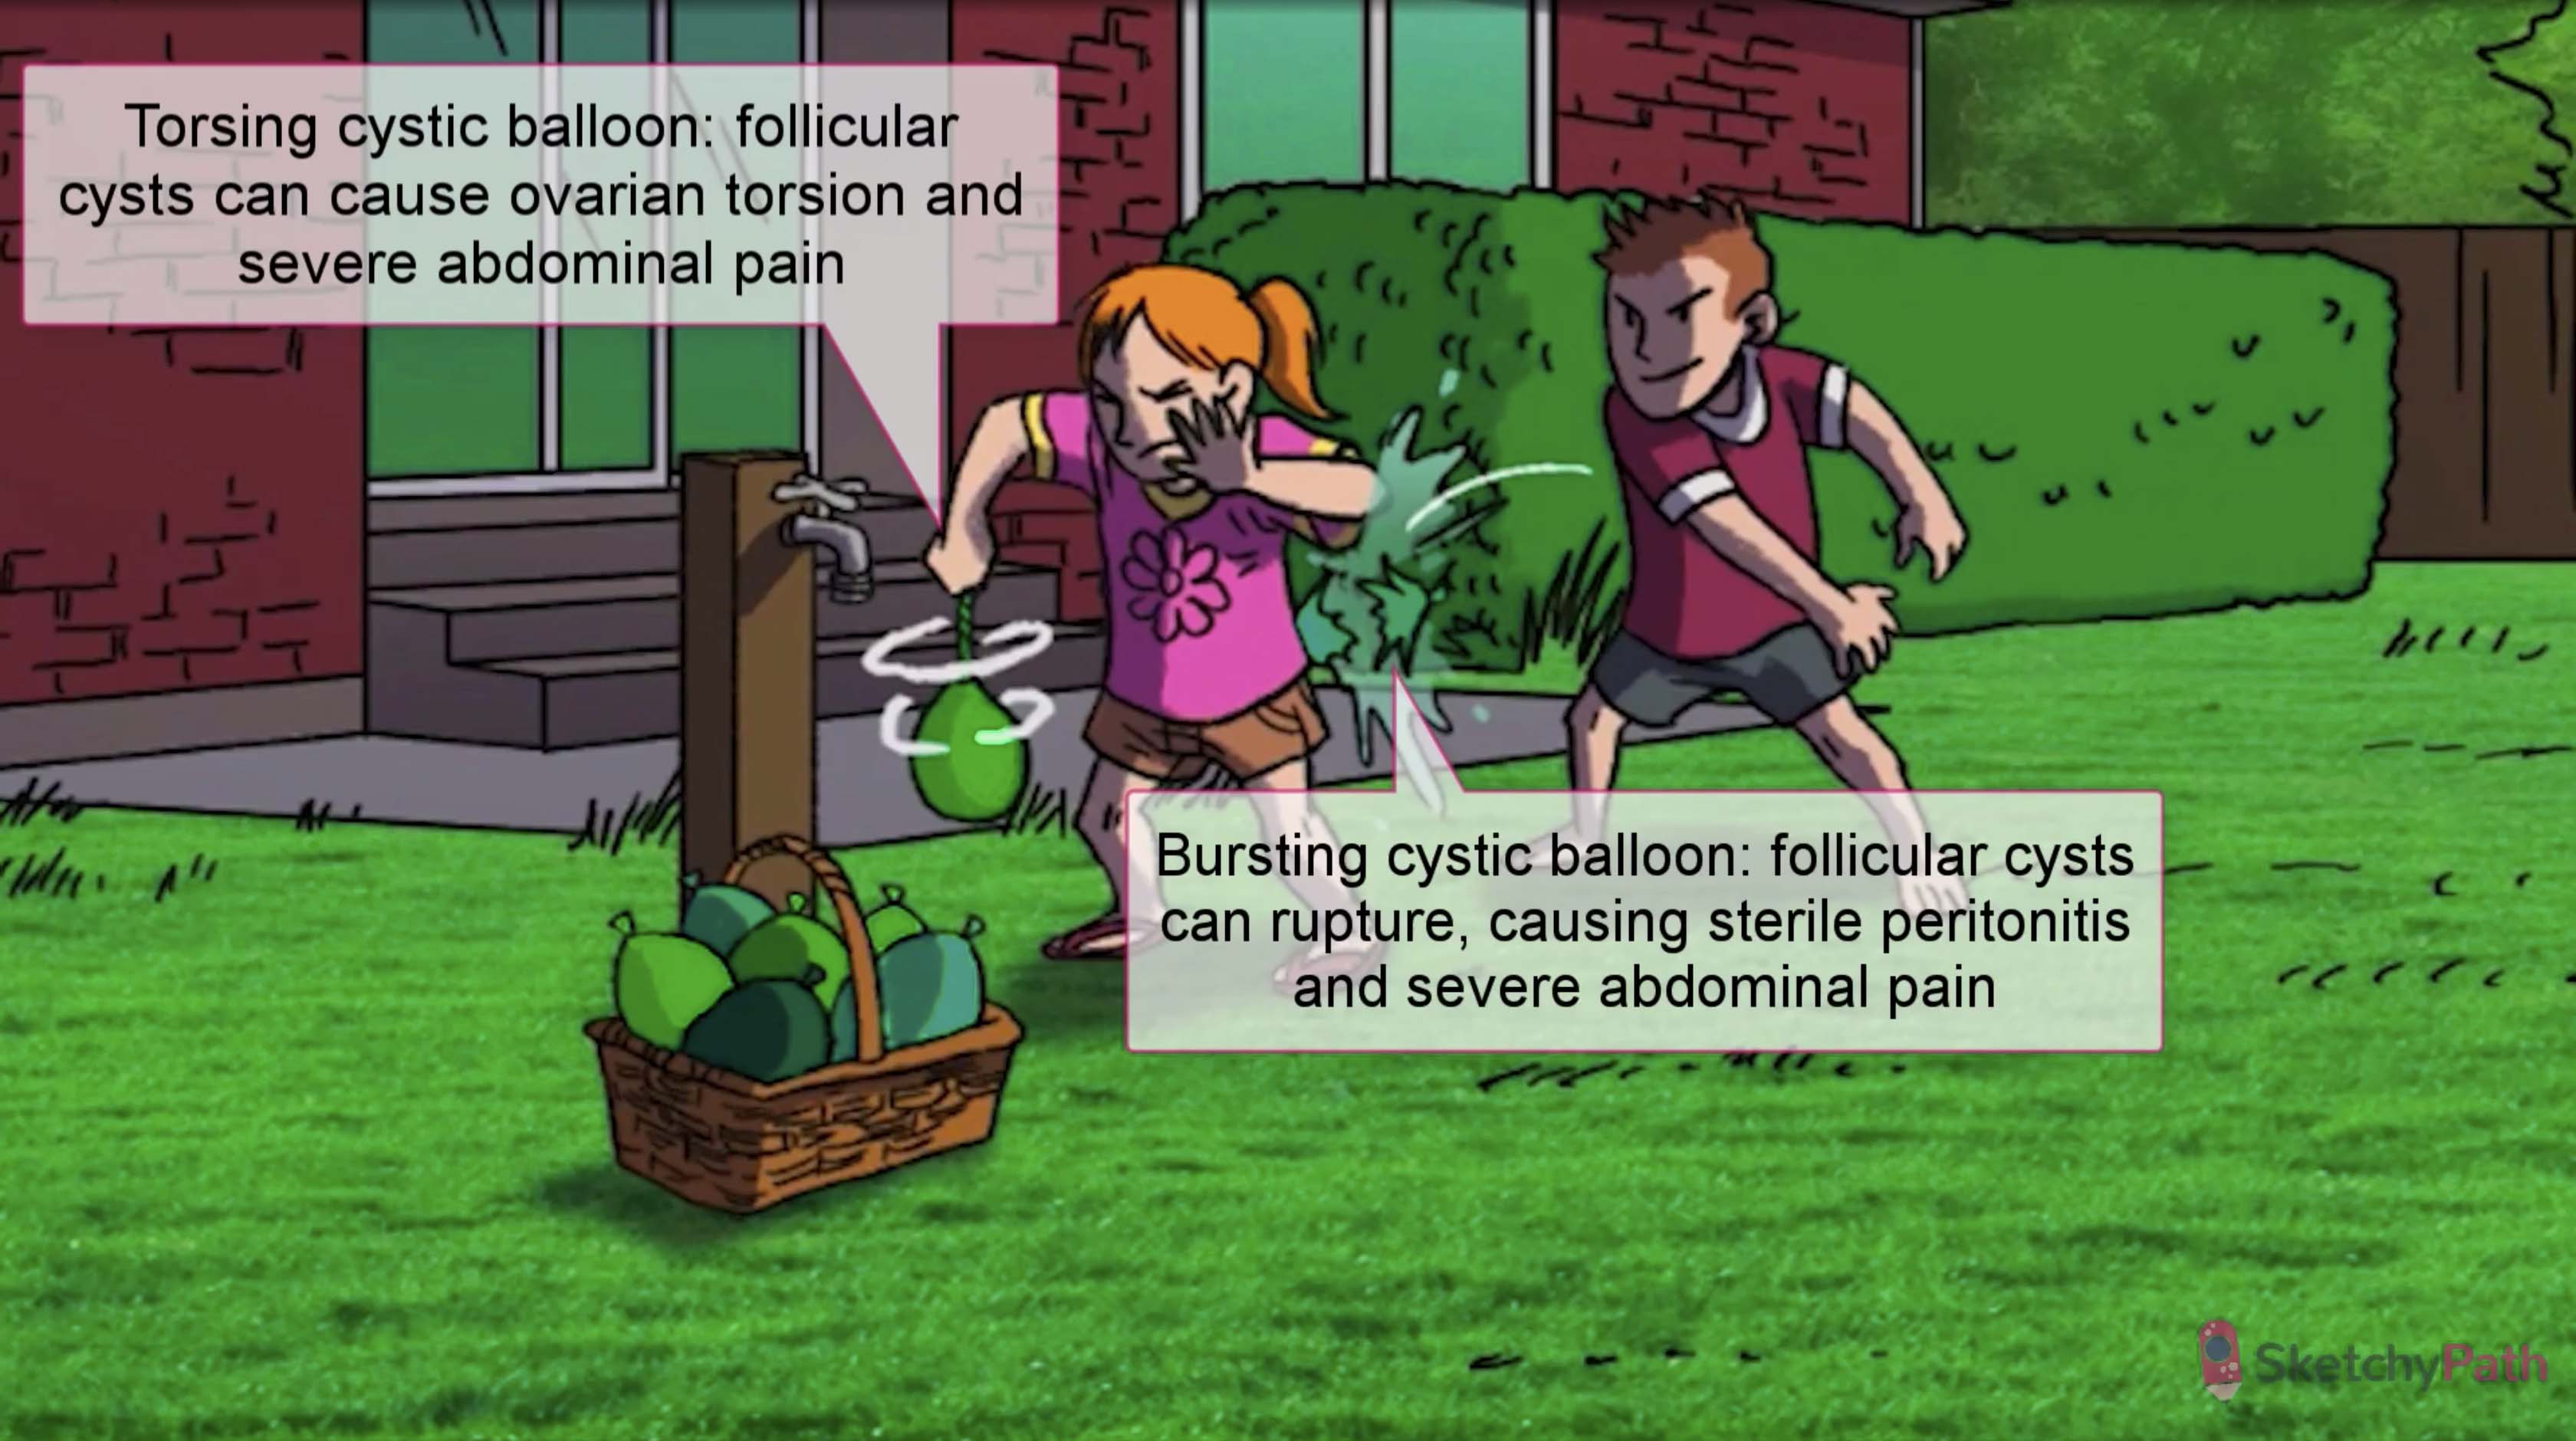 Torsing cystic balloon: follicular
cysts can cause ovarian torsion and
severe abdominal pain
Bursting cystic balloon: follicular cysts
can rupture, causing sterile peritonitis
and severe abdominal pain
SketchyPath